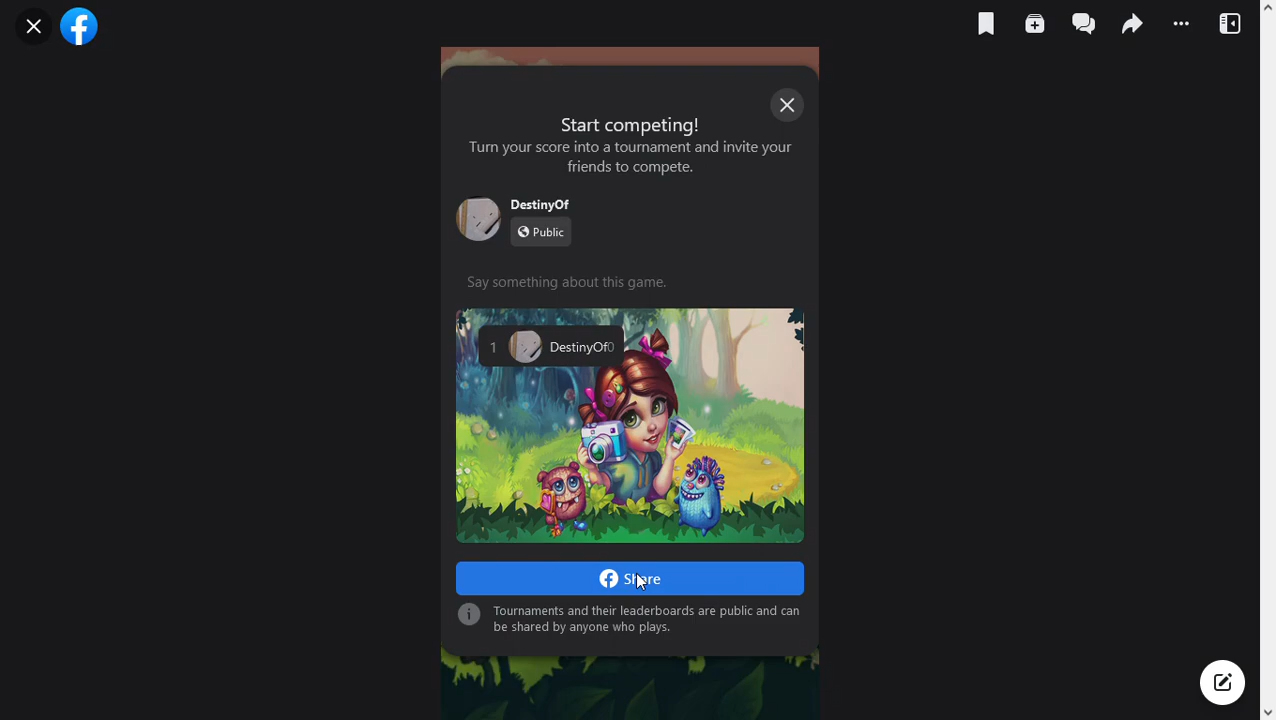 Start competing!
Turn your score into a tournament and invite your
friends to compete.
DestinyOf
Public
Say something about this game.
1 DestinyOf0
Share
Tournaments and their leaderboards are public and can
be shared by anyone who plays.